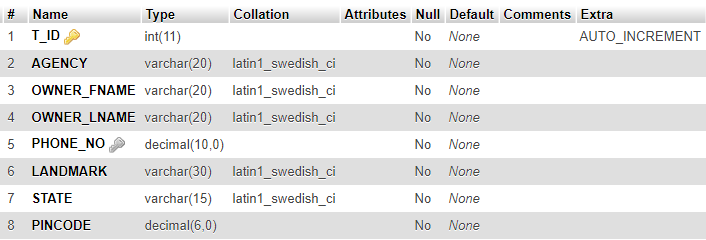 # Name Type Collation Attributes Null Default Comments Extra
1 T_ID int(11) No None AUTO_INCREMENT
2 AGENCY varchar(20) latin1_swedish_ci No None
3 OWNER_FNAME varchar(20) latin1_swedish_ci No None
4 OWNER_LNAME varchar(20) latin1_swedish_ci No None
5 PHONE_NO decimal(10,0) No None
6 LANDMARK varchar(30) latin1_swedish_ci No None
7 STATE varchar(15) latin1_swedish_ci No None
8 PINCODE decimal(6,0) No None